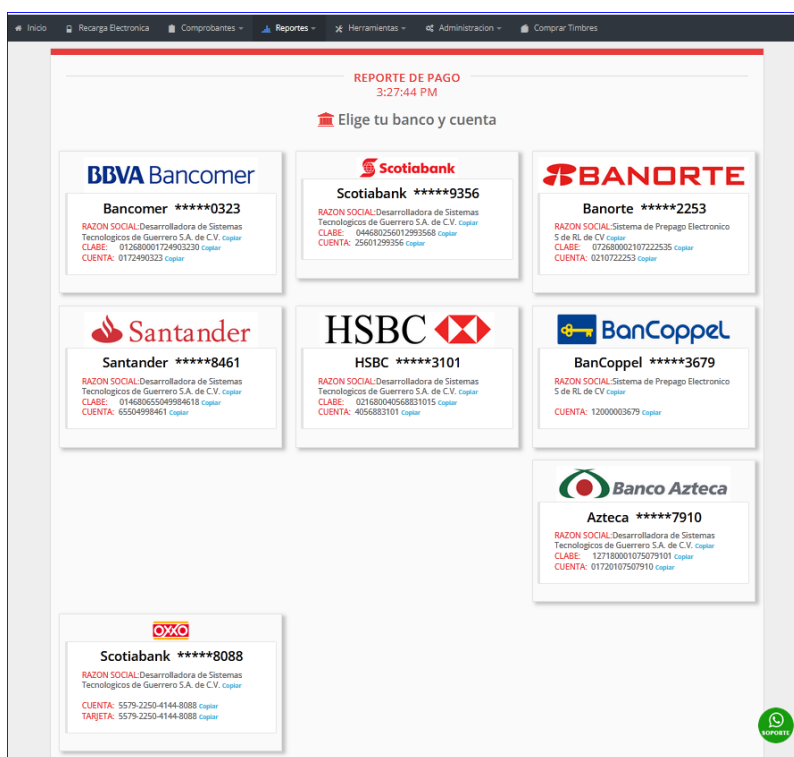 Inicio Recarga Electronica Comprobantes Reportes Herramientas Administracion Comprar Timbres
REPORTE DE PAGO
3:27:44 PM
Elige tu banco y cuenta
BBVA Bancomer
Bancomer *****0323
RAZON SOCIAL:Desarrolladora de Sistemas
Tecnologicos de Guerrero S.A. de C.V. Copiar
CLABE: 012680001724903230 Copiar
CUENTA: 0172490323 Copiar
Scotiabank
Scotiabank *****9356
RAZON SOCIAL:Desarrolladora de Sistemas
Tecnologicos de Guerrero S.A. de C.V. Copiar
CLABE: 044680256012993568 Copiar
CUENTA: 25601299356 Copiar
BANORTE
Banorte *****2253
RAZON SOCIAL:Sistema de Prepago Electronico
S de RL de CV Copiar
CLABE: 072680002107222535 Copiar
CUENTA: 0210722253 Copiar
Santander
Santander *****8461
RAZON SOCIAL:Desarrolladora de Sistemas
Tecnologicos de Guerrero S.A. de C.V. Copiar
CLABE: 014680655049984618 Copiar
CUENTA: 65504998461 Copiar
HSBC
HSBC *****3101
RAZON SOCIAL:Desarrolladora de Sistemas
Tecnologicos de Guerrero S.A. de C.V. Copiar
CLABE: 021680040568831015 Copiar
CUENTA: 4056883101 Copiar
BanCoppel
BanCoppel *****3679
RAZON SOCIAL:Sistema de Prepago Electronico
S de RL de CV Copiar
CUENTA: 12000003679 Copiar
Banco Azteca
Azteca *****7910
RAZON SOCIAL:Desarrolladora de Sistemas
Tecnologicos de Guerrero S.A. de C.V. Copiar
CLABE: 127180001075079101 Copiar
CUENTA: 01720107507910 Copiar
OXXO
Scotiabank *****8088
RAZON SOCIAL:Desarrolladora de Sistemas
Tecnologicos de Guerrero S.A. de C.V. Copiar
CUENTA: 5579-2250-4144-8088 Copiar
TARJETA: 5579-2250-4144-8088 Copiar
SOPORTE